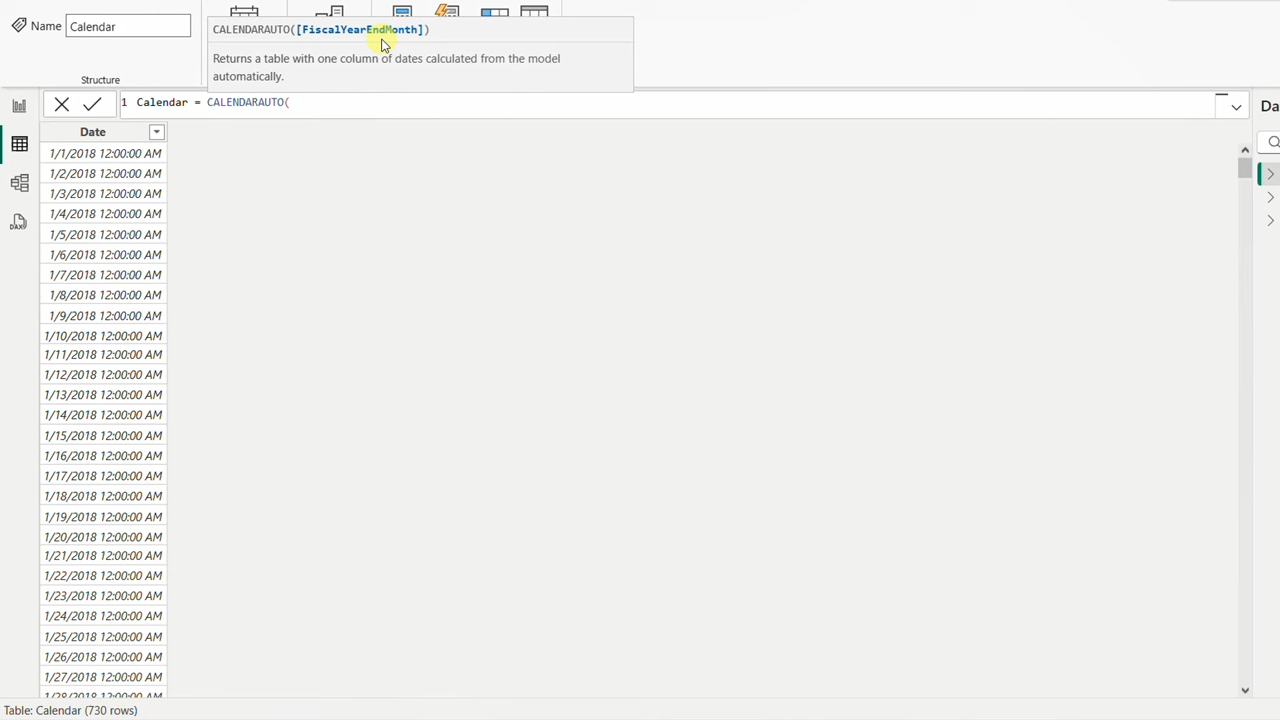 Name Calendar
Structure
CALENDARAUTO([FiscalYearEndMonth])
Returns a table with one column of dates calculated from the model
automatically.
1 Calendar = CALENDARAUTO(
Da
Date
1/1/2018 12:00:00 AM
1/2/2018 12:00:00 AM
1/3/2018 12:00:00 AM
1/4/2018 12:00:00 AM
1/5/2018 12:00:00 AM
1/6/2018 12:00:00 AM
1/7/2018 12:00:00 AM
1/8/2018 12:00:00 AM
1/9/2018 12:00:00 AM
1/10/2018 12:00:00 AM
1/11/2018 12:00:00 AM
1/12/2018 12:00:00 AM
1/13/2018 12:00:00 AM
1/14/2018 12:00:00 AM
1/15/2018 12:00:00 AM
1/16/2018 12:00:00 AM
1/17/2018 12:00:00 AM
1/18/2018 12:00:00 AM
1/19/2018 12:00:00 AM
1/20/2018 12:00:00 AM
1/21/2018 12:00:00 AM
1/22/2018 12:00:00 AM
1/23/2018 12:00:00 AM
1/24/2018 12:00:00 AM
1/25/2018 12:00:00 AM
1/26/2018 12:00:00 AM
1/27/2018 12:00:00 AM
1/28/2018 12:00:00 AM
Table: Calendar (730 rows)
DAX